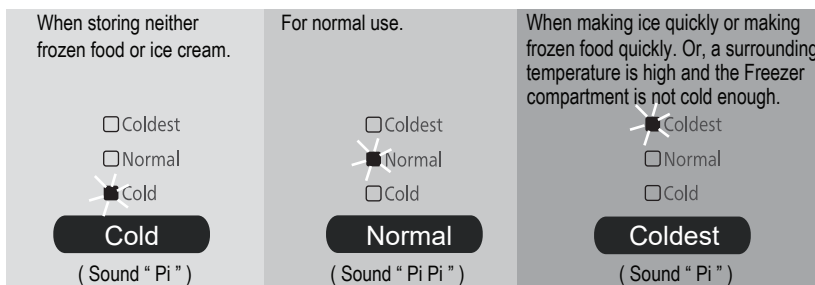 When storing neither
frozen food or ice cream.
Coldest
Normal
Cold
Cold
( Sound “ Pi ” )
For normal use.
Coldest
Normal
Cold
Normal
( Sound “ Pi Pi ” )
When making ice quickly or making
frozen food quickly. Or, a surrounding
temperature is high and the Freezer
compartment is not cold enough.
Coldest
Normal
Cold
Coldest
( Sound “ Pi ” )